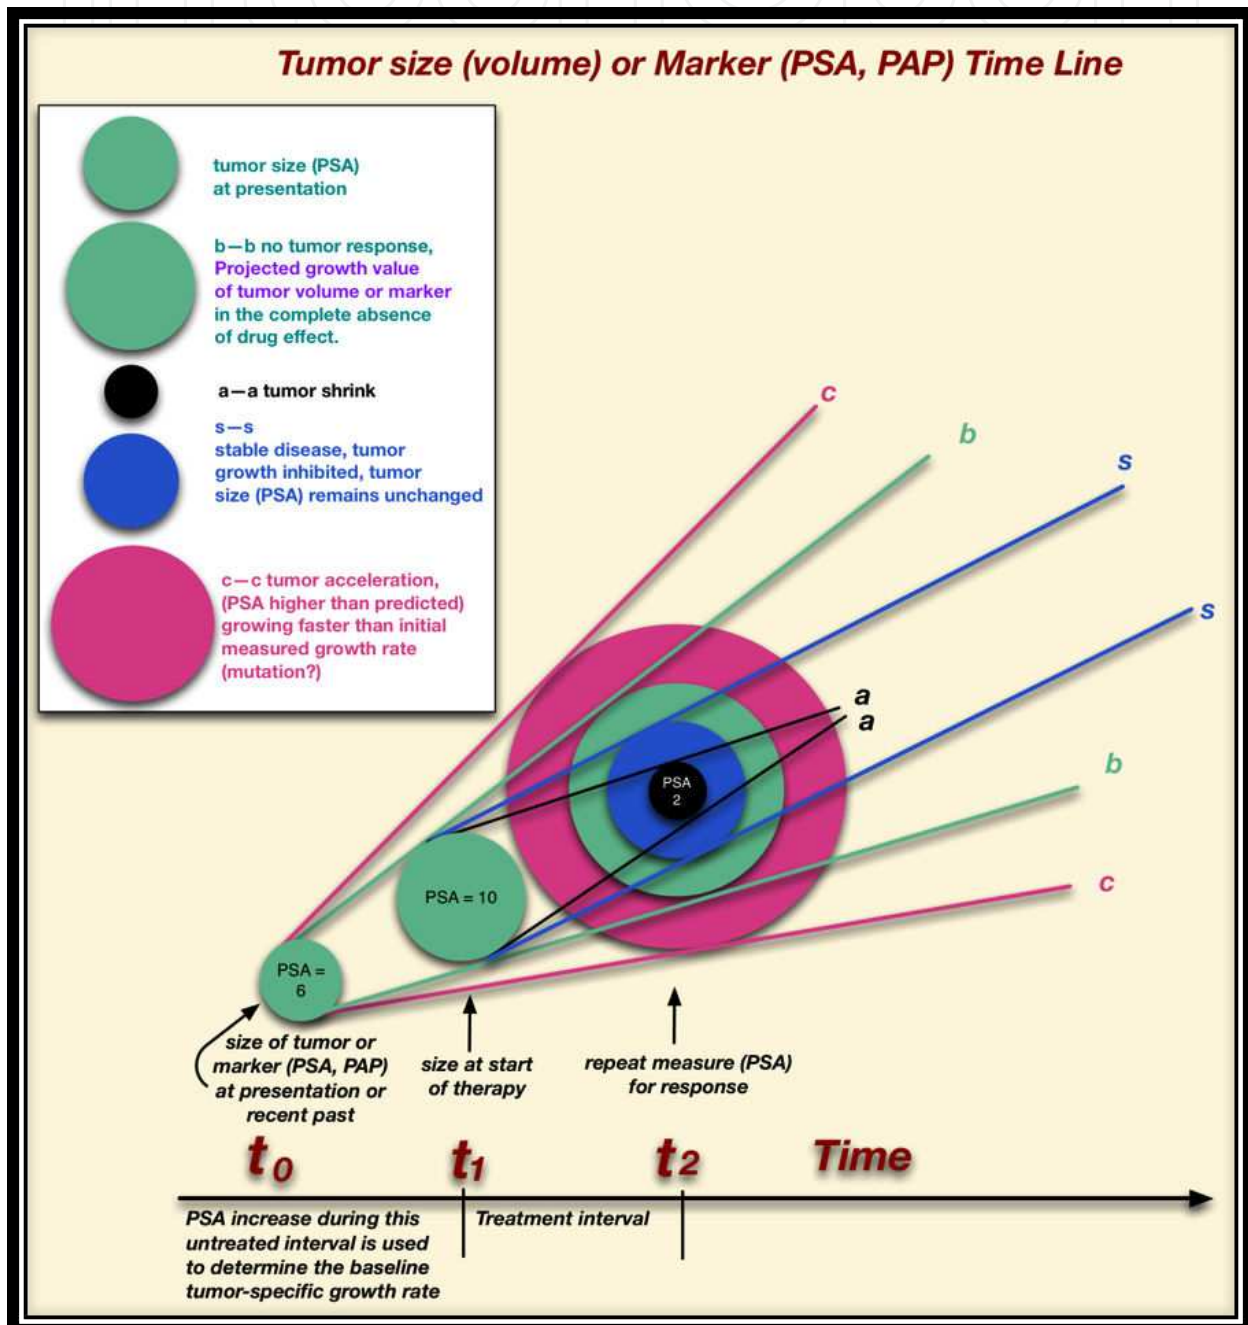 Tumor size (volume) or Marker (PSA, PAP) Time Line
tumor size (PSA)
at presentation
b—b no tumor response,
Projected growth value
of tumor volume or marker
in the complete absence
of drug effect.
a—a tumor shrink
s—s
stable disease, tumor
growth inhibited, tumor
size (PSA) remains unchanged
c—c tumor acceleration,
(PSA higher than predicted)
growing faster than initial
measured growth rate
(mutation?)
c
b
s
s
a
a
b
c
PSA
2
PSA = 10
PSA =
6
size of tumor or
marker (PSA, PAP)
at presentation or
recent past
size at start
of therapy
repeat measure (PSA)
for response
t0
t1
t2
Time
PSA increase during this
untreated interval is used
to determine the baseline
tumor-specific growth rate
Treatment interval